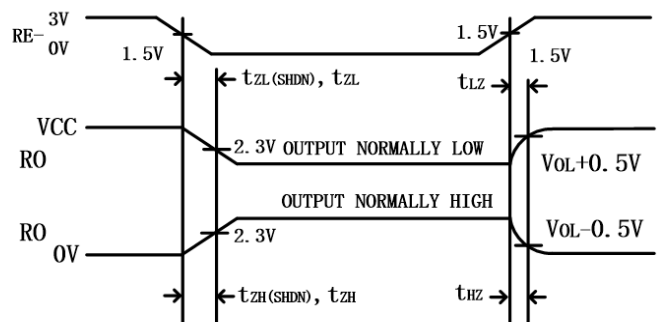 3V
RE-
0V
1.5V
1.5V
1.5V
tZL(SHDN), tZL
tLZ
VCC
2.3V OUTPUT NORMALLY LOW
RO
VOL+0.5V
OUTPUT NORMALLY HIGH
RO
2.3V
VOL-0.5V
0V
tZH(SHDN), tZH
tHZ